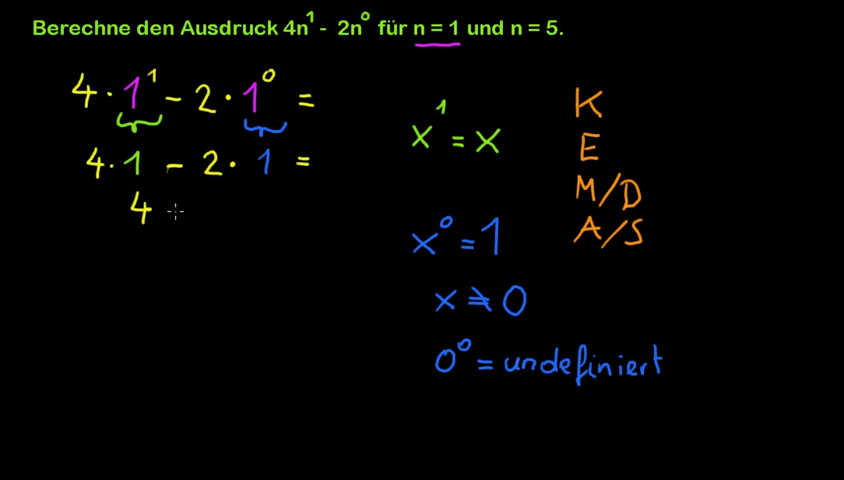 Berechne den Ausdruck 4n¹ - 2n⁰ für n = 1 und n = 5.
4 · 1¹ - 2 · 1⁰ =
4 · 1 - 2 · 1 =
4
x¹ = x
x⁰ = 1
x ≠ 0
0⁰ = undefiniert
K
E
M/D
A/S